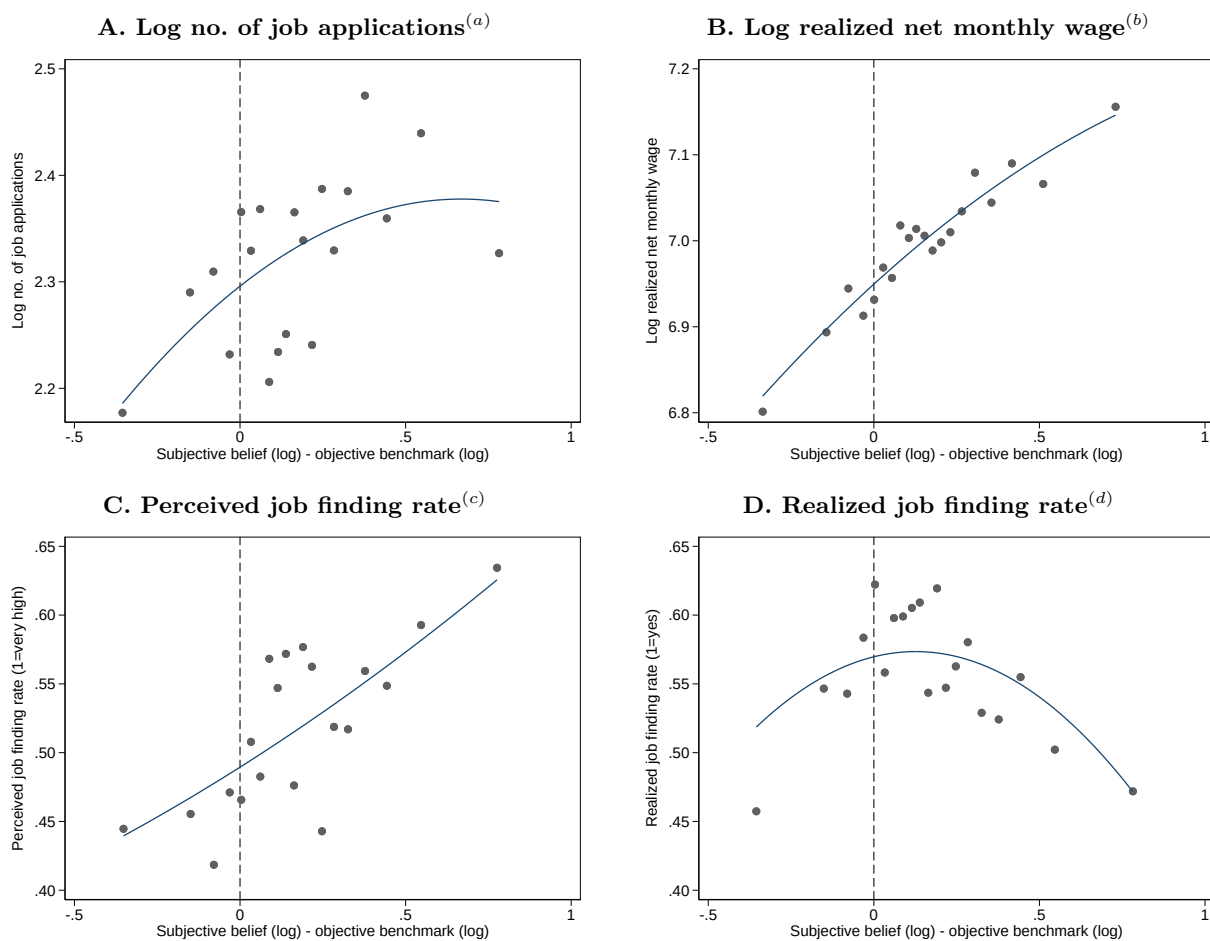 A. Log no. of job applications(a)
2.5
2.4
2.3
2.2
Log no. of job applications
-.5 0 .5 1
Subjective belief (log) - objective benchmark (log)
B. Log realized net monthly wage(b)
7.2
7.1
7.0
6.9
6.8
Log realized net monthly wage
-.5 0 .5 1
Subjective belief (log) - objective benchmark (log)
C. Perceived job finding rate(c)
.65
.60
.55
.50
.45
.40
Perceived job finding rate (1=very high)
-.5 0 .5 1
Subjective belief (log) - objective benchmark (log)
D. Realized job finding rate(d)
.65
.60
.55
.50
.45
.40
Realized job finding rate (1=yes)
-.5 0 .5 1
Subjective belief (log) - objective benchmark (log)